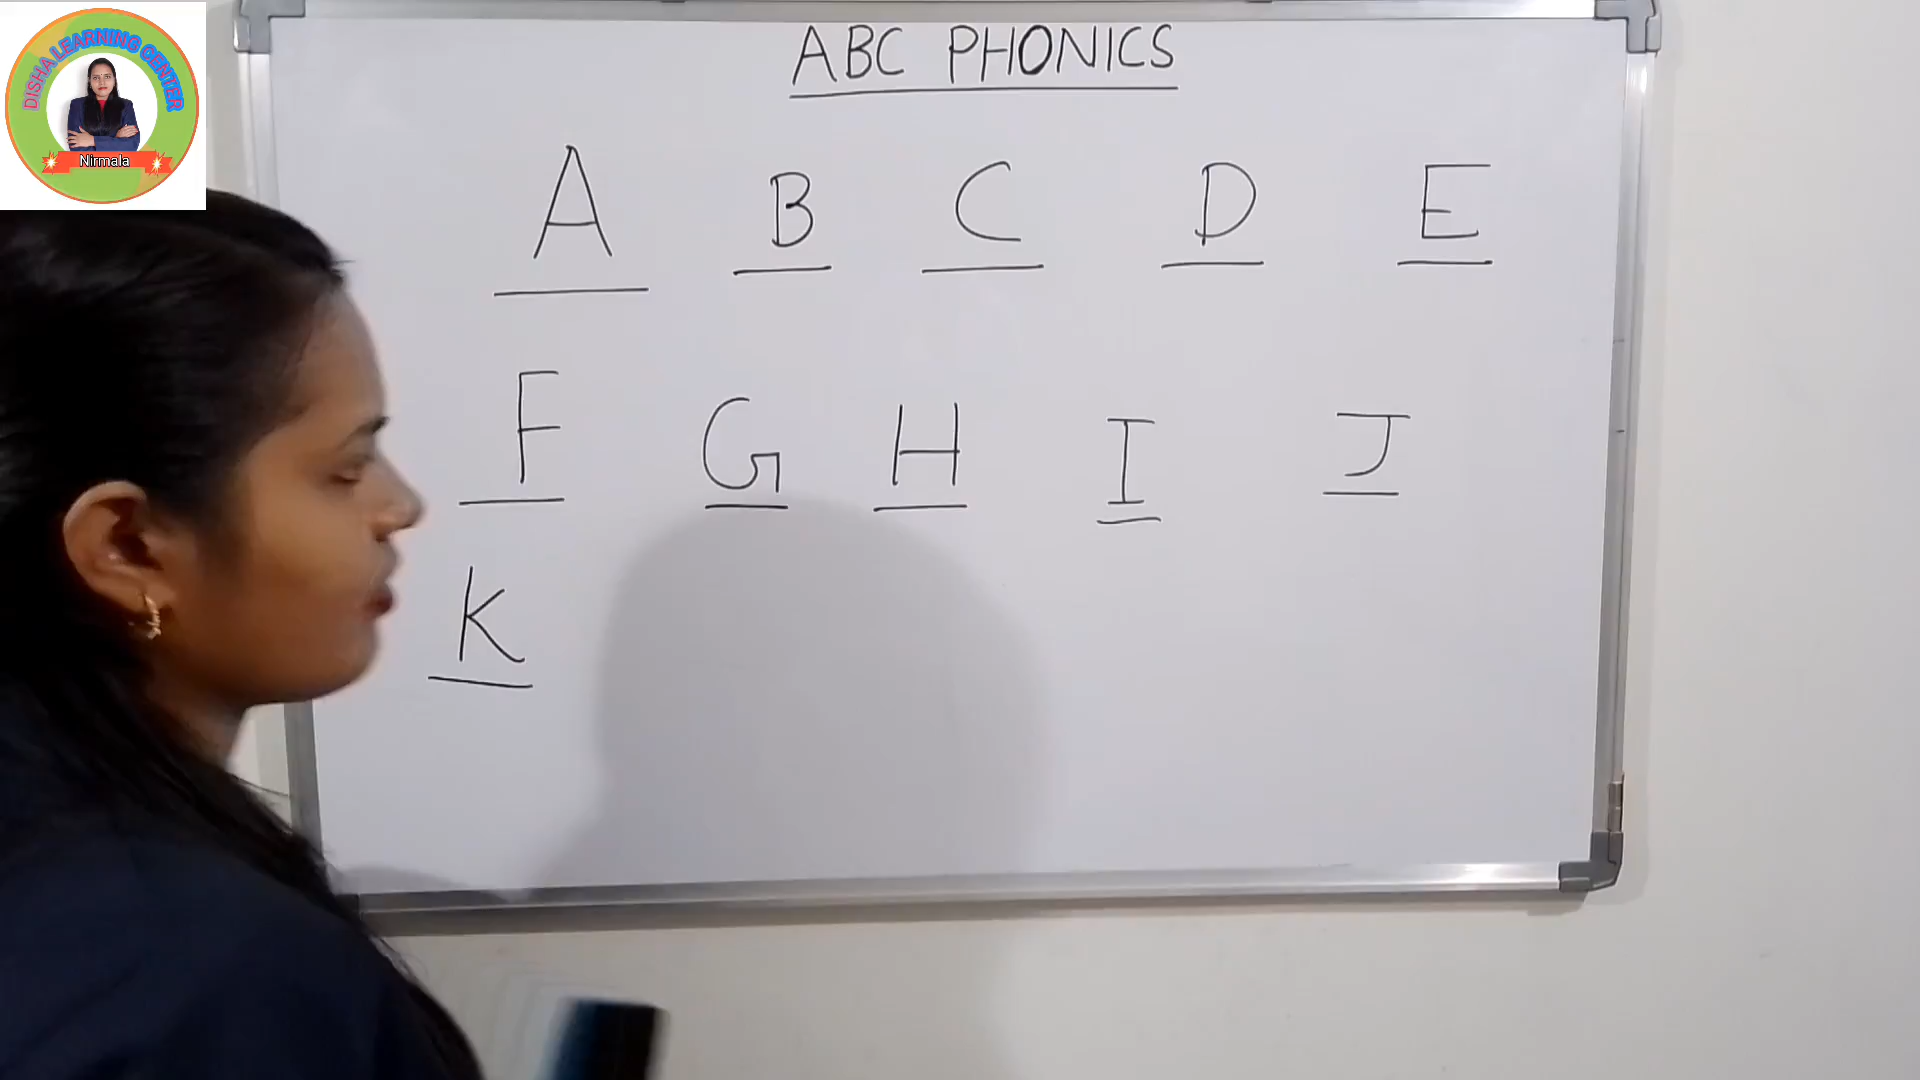 DISHA LEARNING CENTER
Nirmala
ABC PHONICS
A B C D E
F G H I J
K